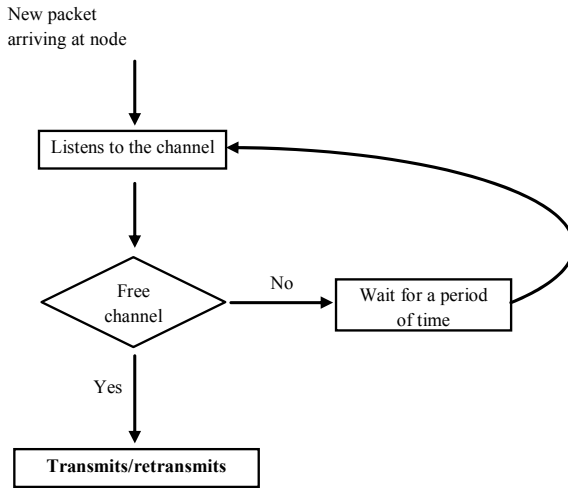 New packet
arriving at node
Listens to the channel
Free
channel
No
Wait for a period
of time
Yes
Transmits/retransmits